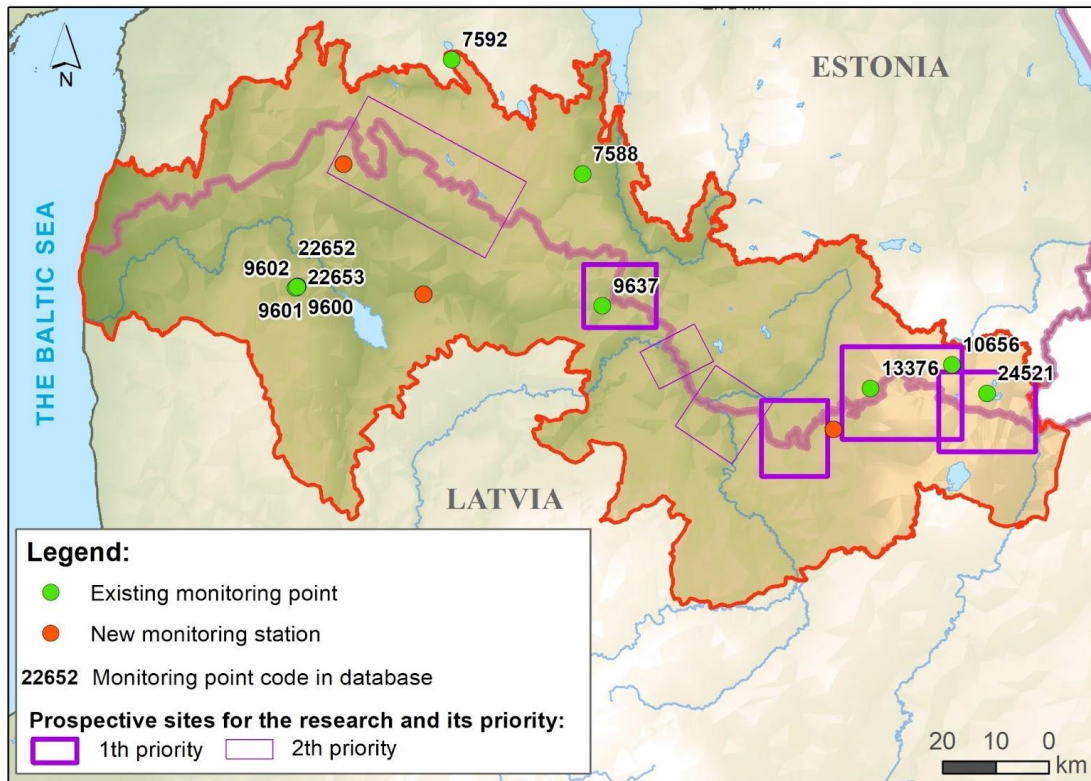 7592
ESTONIA
7588
THE BALTIC SEA
22652
9602 22653
9601 9600
9637
10656
13376 24521
LATVIA
N
Legend:
Existing monitoring point
New monitoring station
22652 Monitoring point code in database
Prospective sites for the research and its priority:
1th priority 2th priority
20 10 0
km